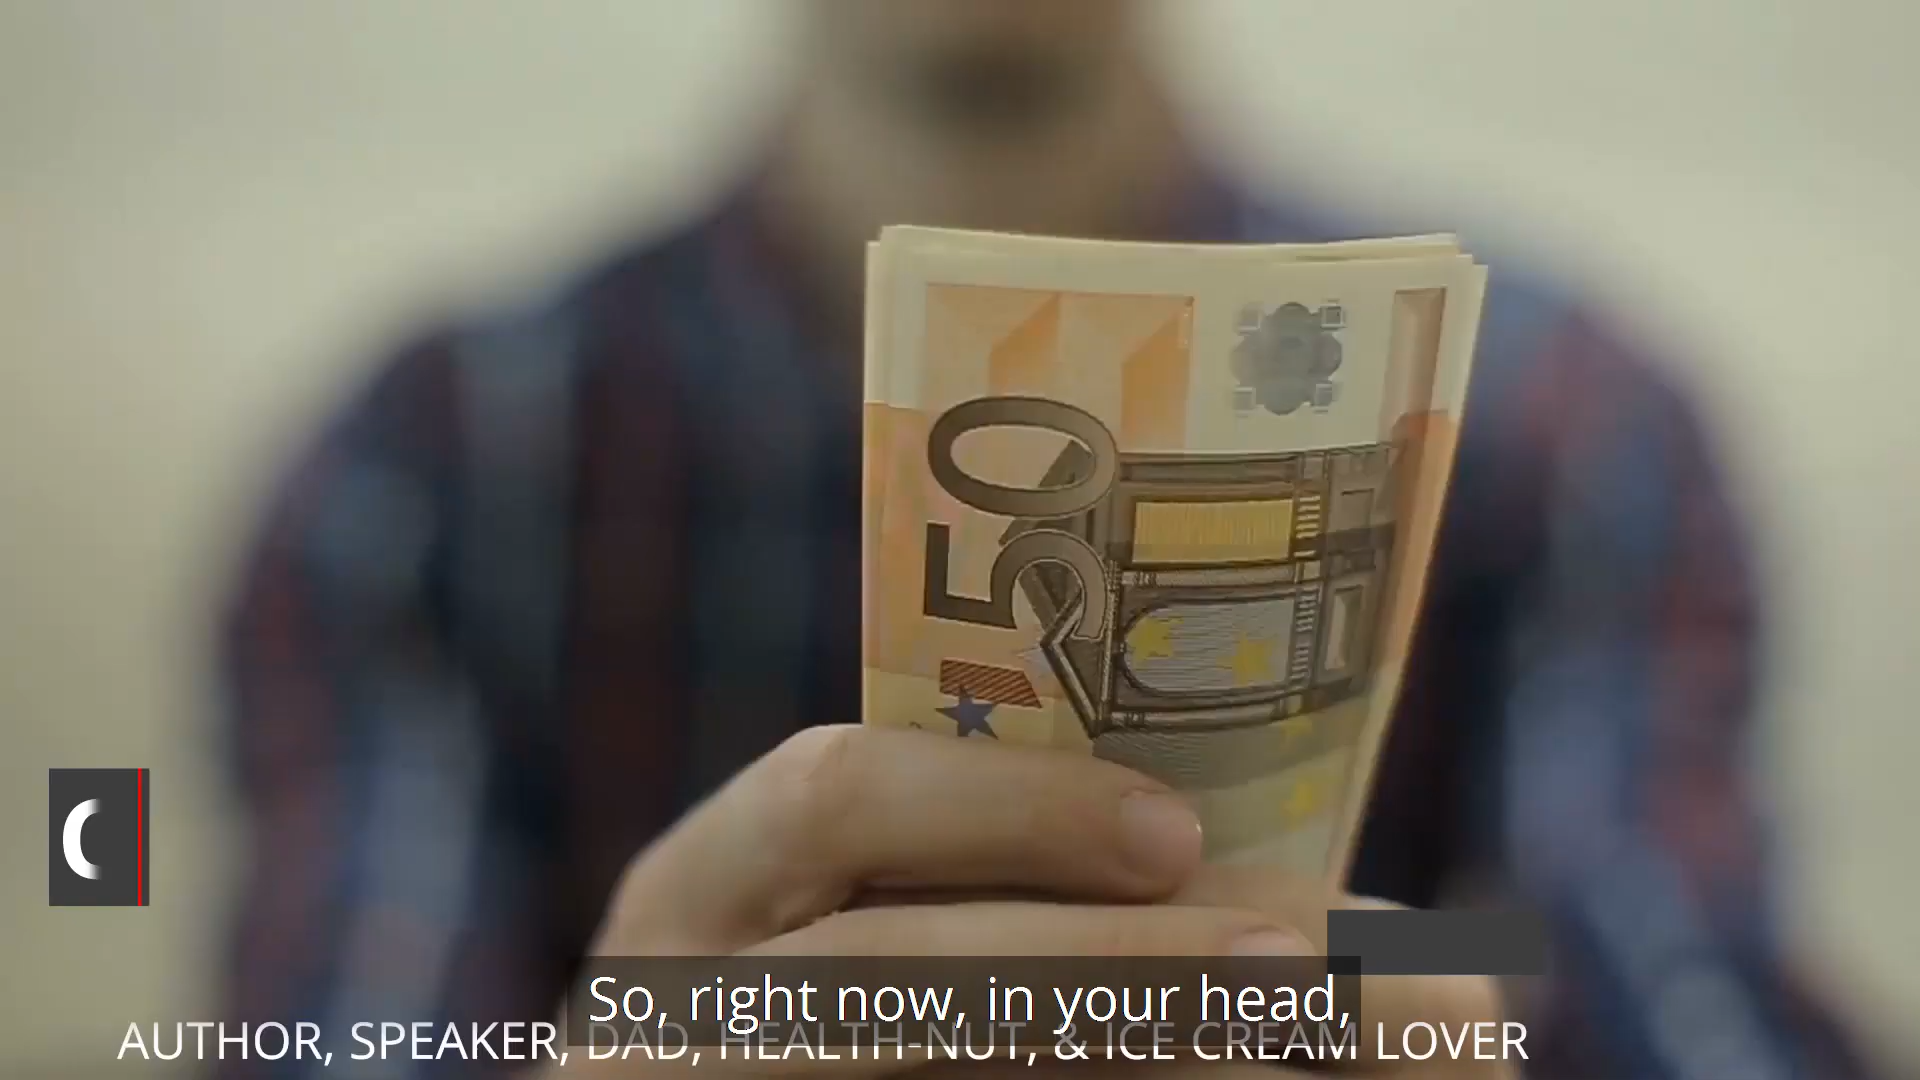 50
C
So, right now, in your head,
AUTHOR, SPEAKER, DAD, HEALTH-NUT, & ICE CREAM LOVER